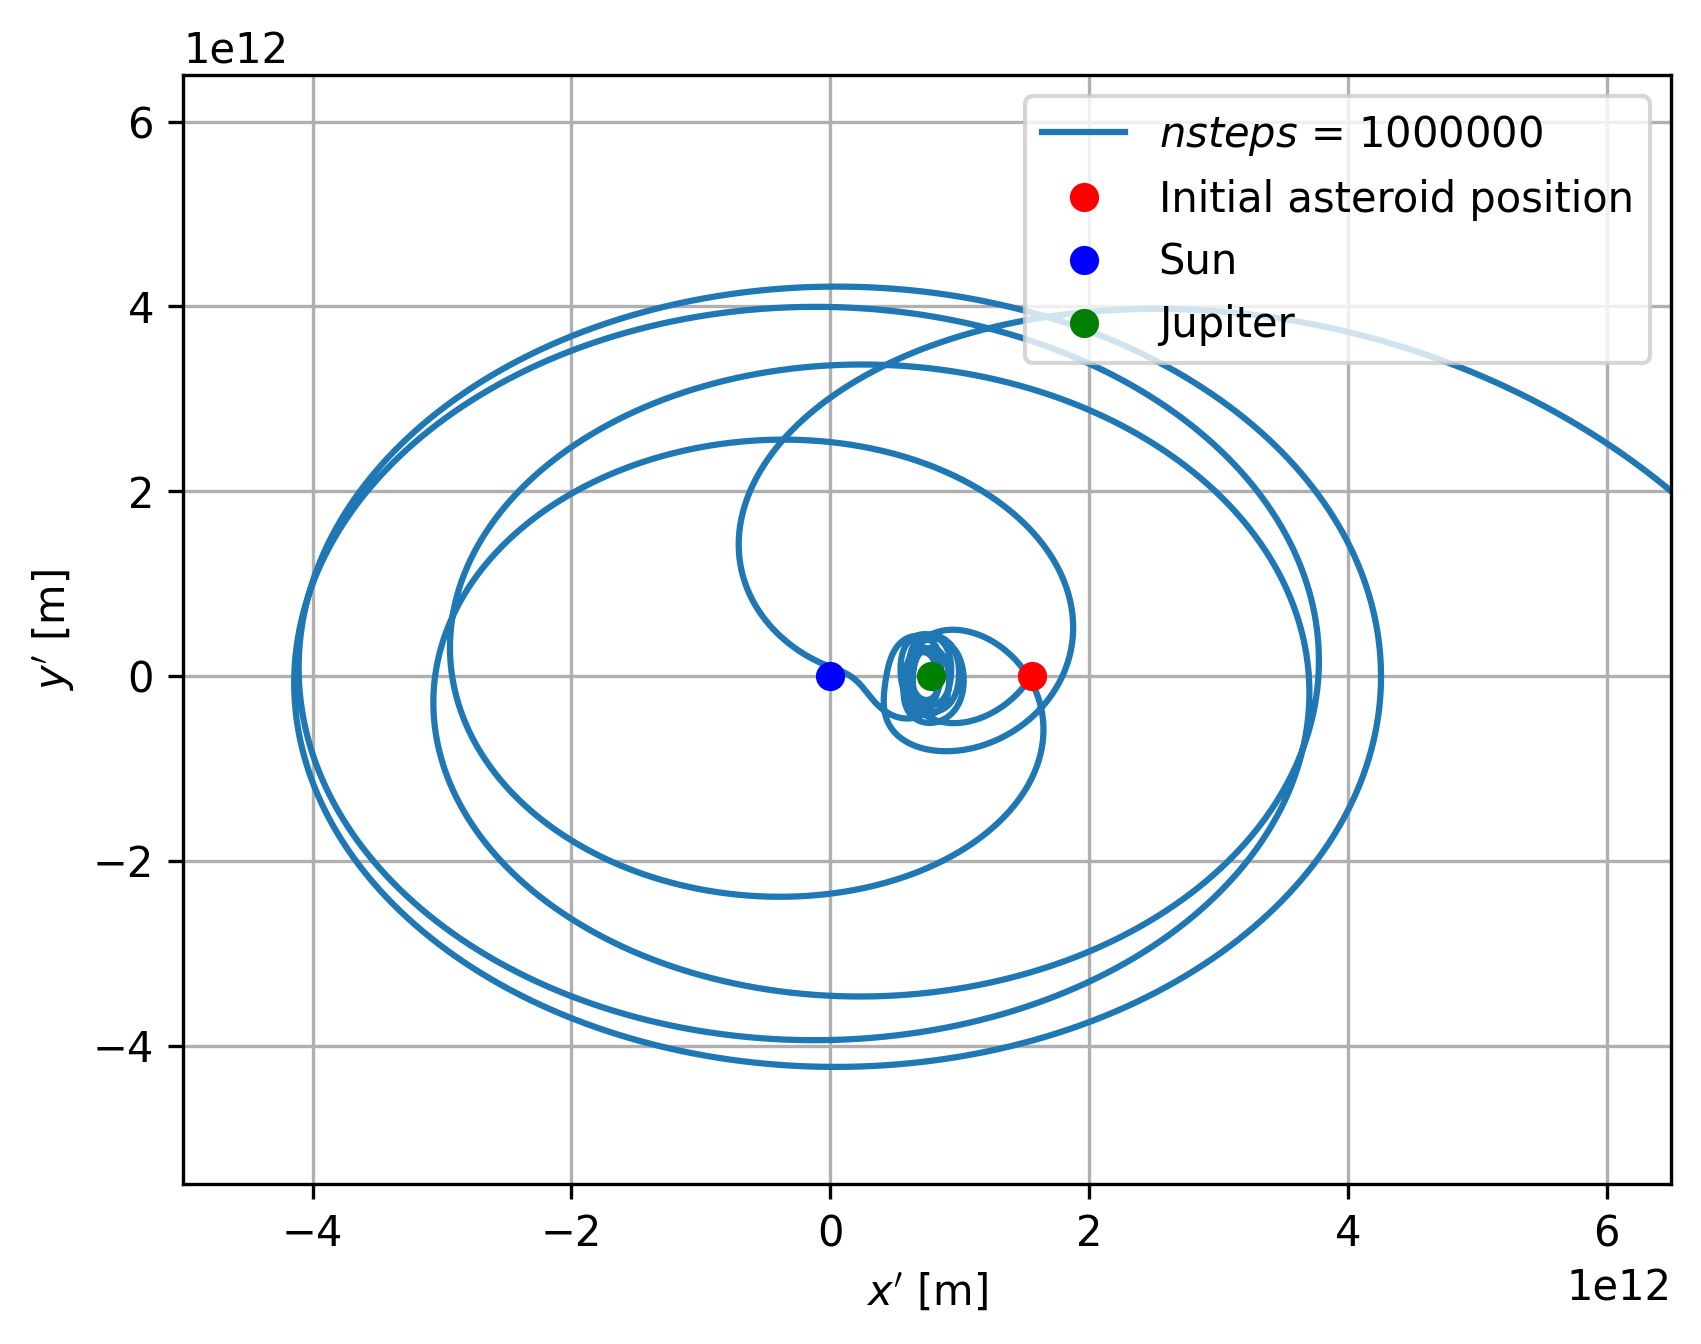 1e12
6
4
2
0
−2
−4
y′ [m]
nsteps = 1000000
Initial asteroid position
Sun
Jupiter
−4 −2 0 2 4 6
1e12
x′ [m]